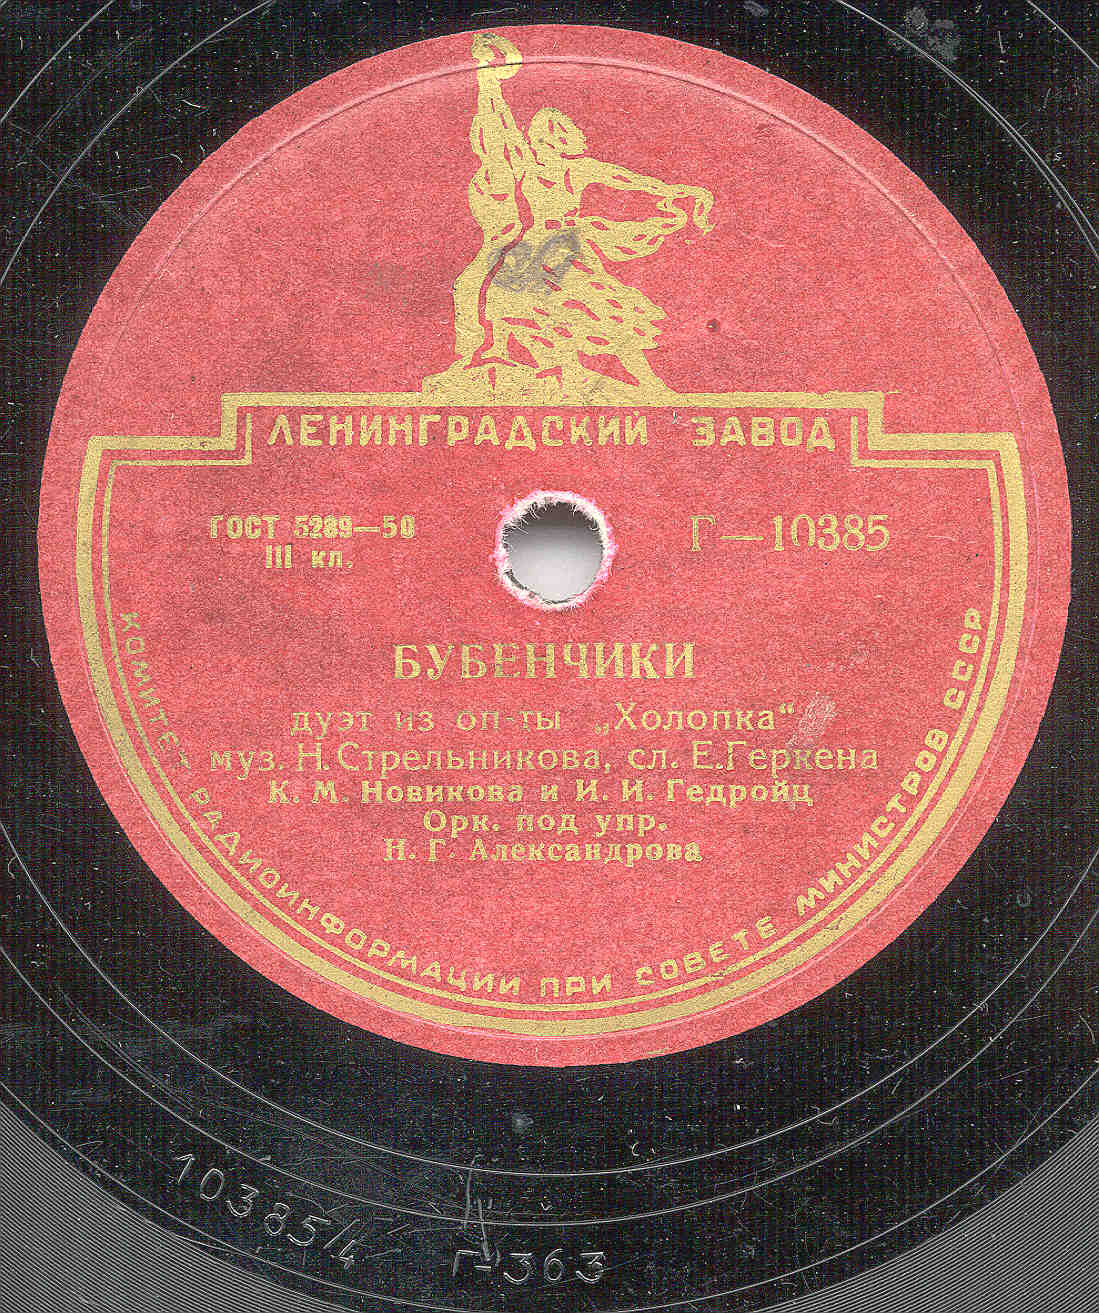 ЛЕНИНГРАДСКИЙ ЗАВОД
ГОСТ 5289—50
III кл.
Г—10385
БУБЕНЧИКИ
дуэт из оп-ты „Холопка“
муз. Н. Стрельникова, сл. Е. Геркена
К. М. Новикова и И. И. Гедройц
Орк. под упр.
Н. Г. Александрова
КОМИТЕТ РАДИОИНФОРМАЦИИ ПРИ СОВЕТЕ МИНИСТРОВ СССР
10385/4
Г-363